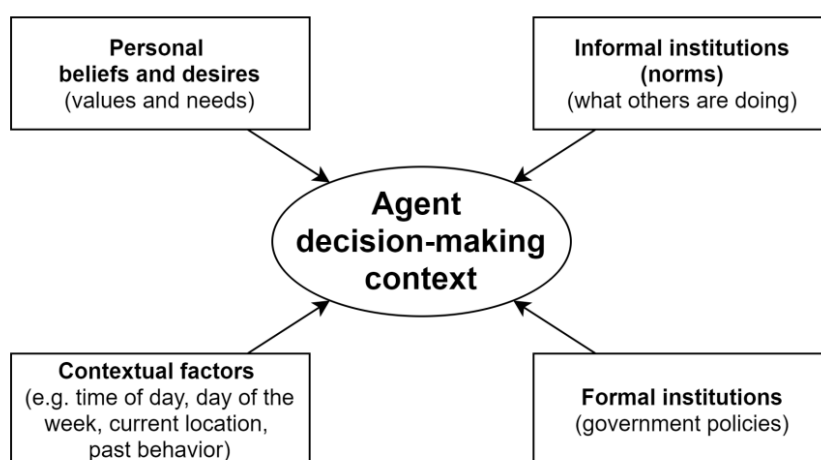 Personal
beliefs and desires
(values and needs)
Informal institutions
(norms)
(what others are doing)
Agent
decision-making
context
Contextual factors
(e.g. time of day, day of the
week, current location,
past behavior)
Formal institutions
(government policies)